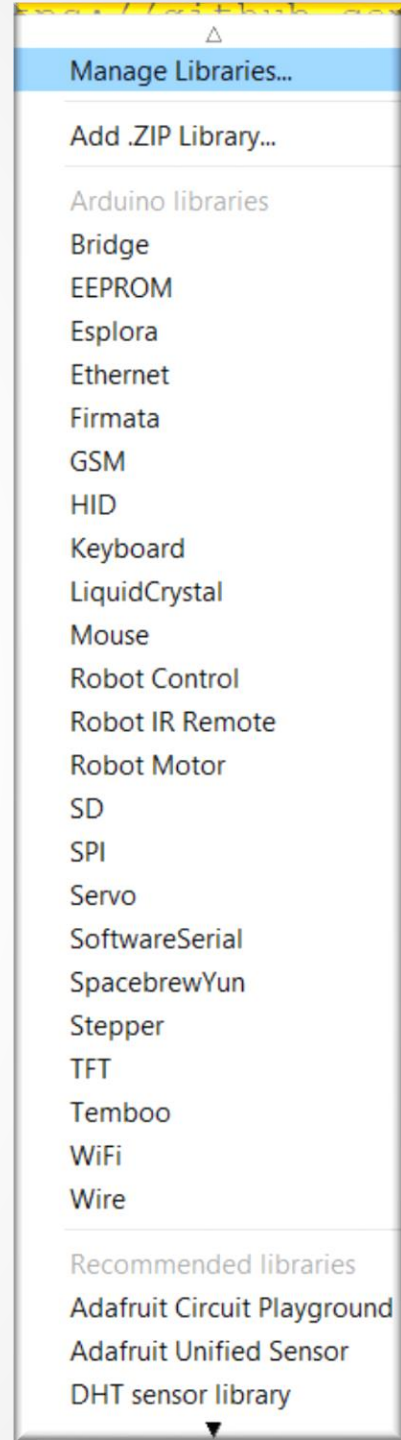 Manage Libraries...
Add .ZIP Library...
Arduino libraries
Bridge
EEPROM
Esplora
Ethernet
Firmata
GSM
HID
Keyboard
LiquidCrystal
Mouse
Robot Control
Robot IR Remote
Robot Motor
SD
SPI
Servo
SoftwareSerial
SpacebrewYun
Stepper
TFT
Temboo
WiFi
Wire
Recommended libraries
Adafruit Circuit Playground
Adafruit Unified Sensor
DHT sensor library